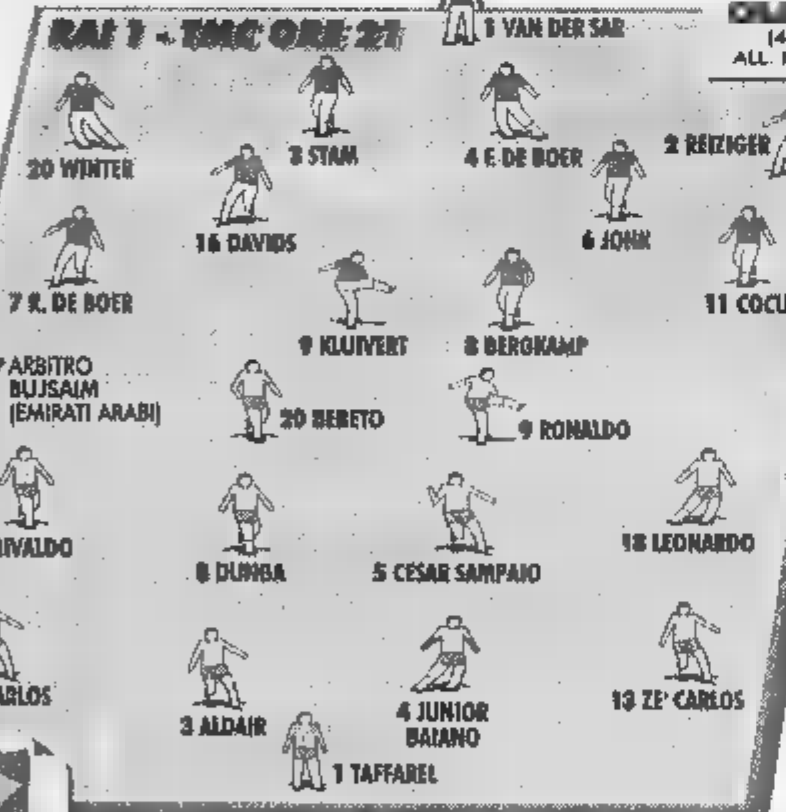 RAI 1 - TMC ORE 21
1 VAN DER SAR
(4
ALL.
20 WINTER
3 STAM
4 F. DE BOER
2 REIZIGER
16 DAVIDS
6 JONK
7 R. DE BOER
11 COCU
9 KLUIVERT
8 BERGKAMP
ARBITRO
BUJSAIM
(EMIRATI ARABI)
20 BEBETO
9 RONALDO
RIVALDO
8 DUNGA
5 CESAR SAMPAIO
18 LEONARDO
ARLOS
3 ALDAIR
4 JUNIOR
BAIANO
13 ZE' CARLOS
1 TAFFAREL